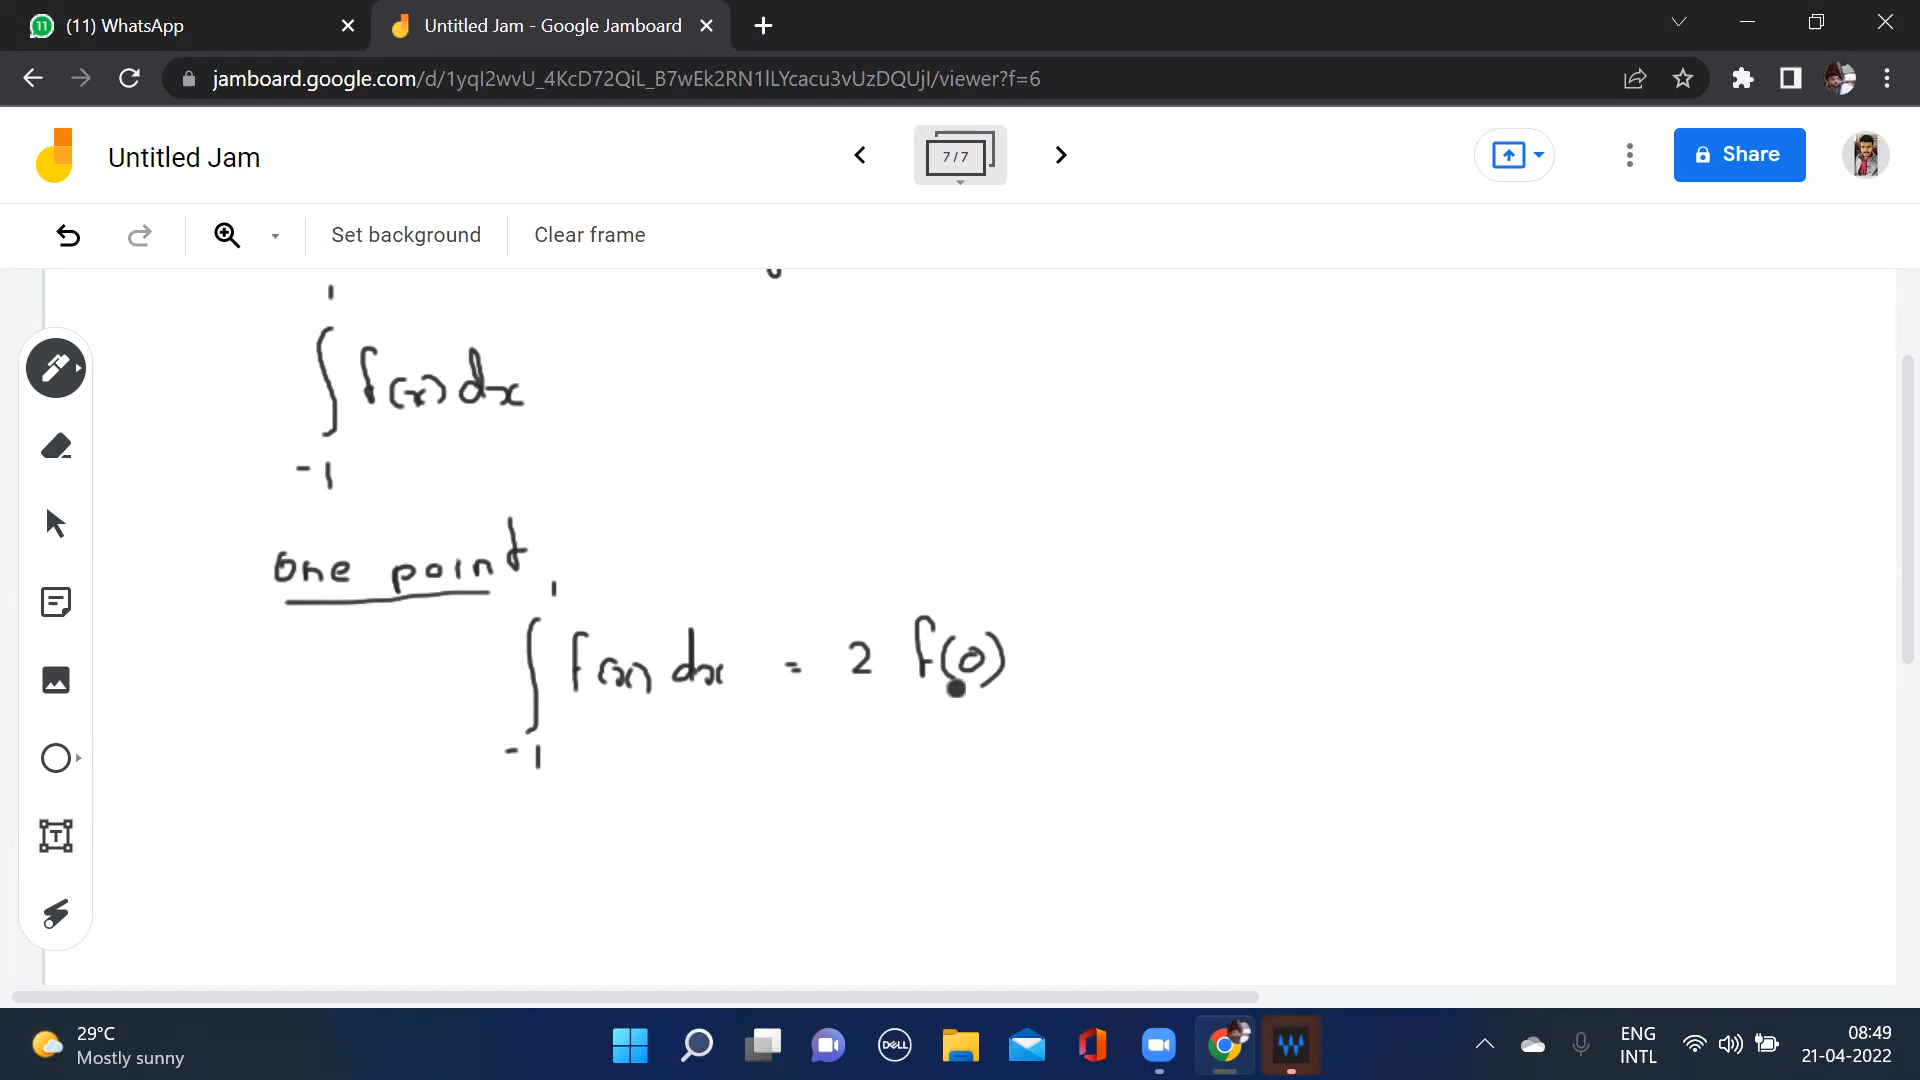 (11) WhatsApp
Untitled Jam - Google Jamboard
jamboard.google.com/d/1yqI2wvU_4KcD72QiL_B7wEk2RN1lLYcacu3vUzDQUjI/viewer?f=6
Untitled Jam
7 / 7
Share
Set background
Clear frame
1
∫ f(x) dx
-1
one point
1
∫ f(x) dx = 2 f(0)
-1
29°C
Mostly sunny
DELL
ENG
INTL
08:49
21-04-2022